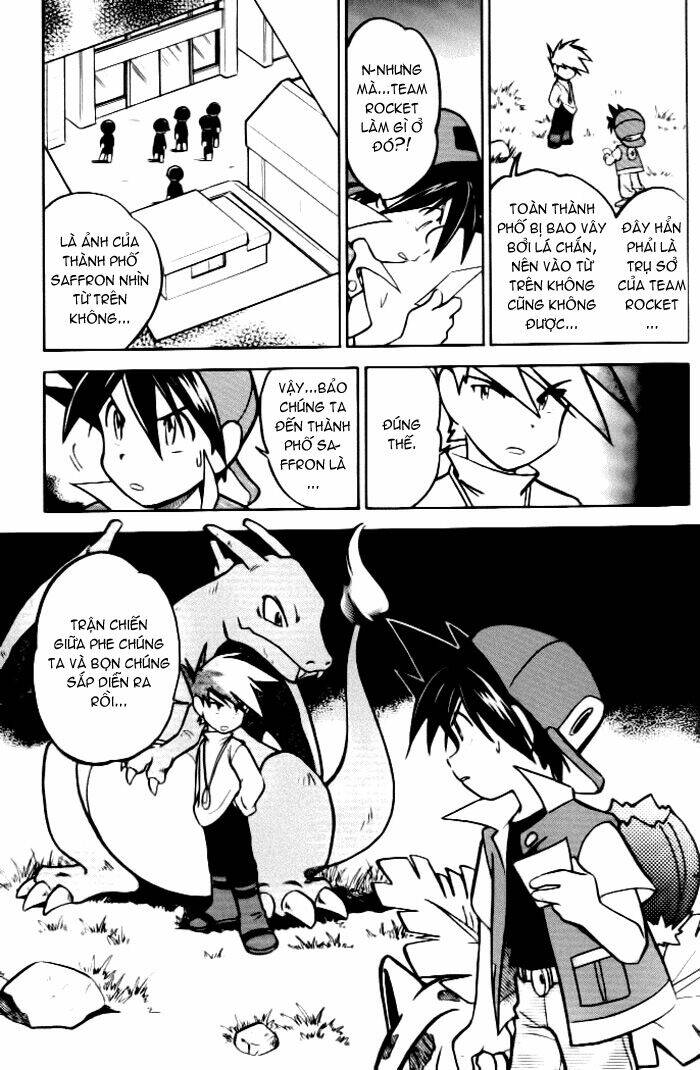 ĐÂY HẲN
PHẢI LÀ
TRỤ SỞ
CỦA TEAM
ROCKET
...
TOÀN THÀNH
PHỐ BỊ BAO VÂY
BỞI LÁ CHẮN,
NÊN VÀO TỪ
TRÊN KHÔNG
CŨNG KHÔNG
ĐƯỢC...
N-NHƯNG
MÀ...TEAM
ROCKET
LÀM GÌ Ở
ĐÓ?!
LÀ ẢNH CỦA
THÀNH PHỐ
SAFFRON NHÌN
TỪ TRÊN
KHÔNG...
ĐÚNG
THẾ.
VẬY...BẢO
CHÚNG TA
ĐẾN THÀNH
PHỐ SA-
FFRON LÀ
...
TRẬN CHIẾN
GIỮA PHE CHÚNG
TA VÀ BỌN CHÚNG
SẮP DIỄN RA
RỒI...